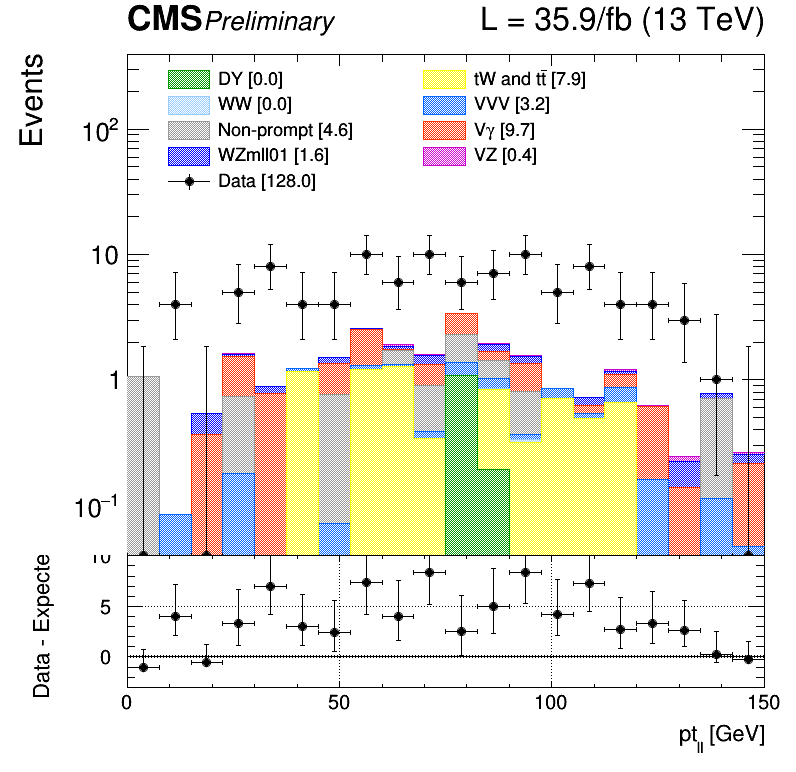 CMS Preliminary L = 35.9/fb (13 TeV)
Events
DY [0.0] tW and tt̄ [7.9]
WW [0.0] VVV [3.2]
Non-prompt [4.6] Vγ [9.7]
WZmll01 [1.6] VZ [0.4]
Data [128.0]
10²
10
1
10⁻¹
Data - Expecte
10
5
0
0 50 100 150
pt_ll [GeV]